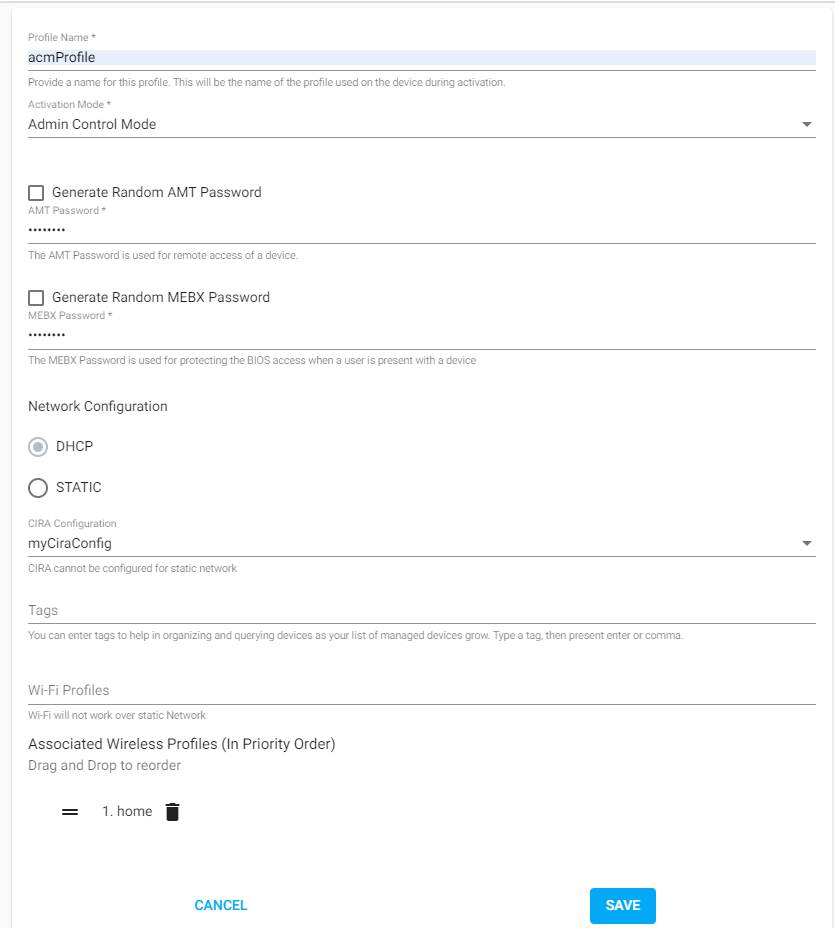 Profile Name *
acmProfile
Provide a name for this profile. This will be the name of the profile used on the device during activation.
Activation Mode *
Admin Control Mode
Generate Random AMT Password
AMT Password *
••••••••
The AMT Password is used for remote access of a device.
Generate Random MEBX Password
MEBX Password *
••••••••
The MEBX Password is used for protecting the BIOS access when a user is present with a device
Network Configuration
DHCP
STATIC
CIRA Configuration
myCiraConfig
CIRA cannot be configured for static network
Tags
You can enter tags to help in organizing and querying devices as your list of managed devices grow. Type a tag, then present enter or comma.
Wi-Fi Profiles
Wi-Fi will not work over static Network
Associated Wireless Profiles (In Priority Order)
Drag and Drop to reorder
1. home
CANCEL SAVE